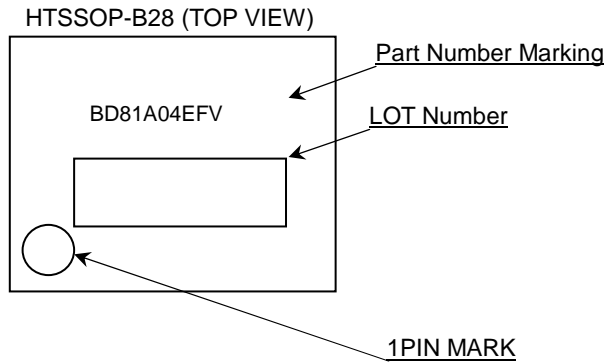 HTSSOP-B28 (TOP VIEW)
Part Number Marking
BD81A04EFV
LOT Number
1PIN MARK